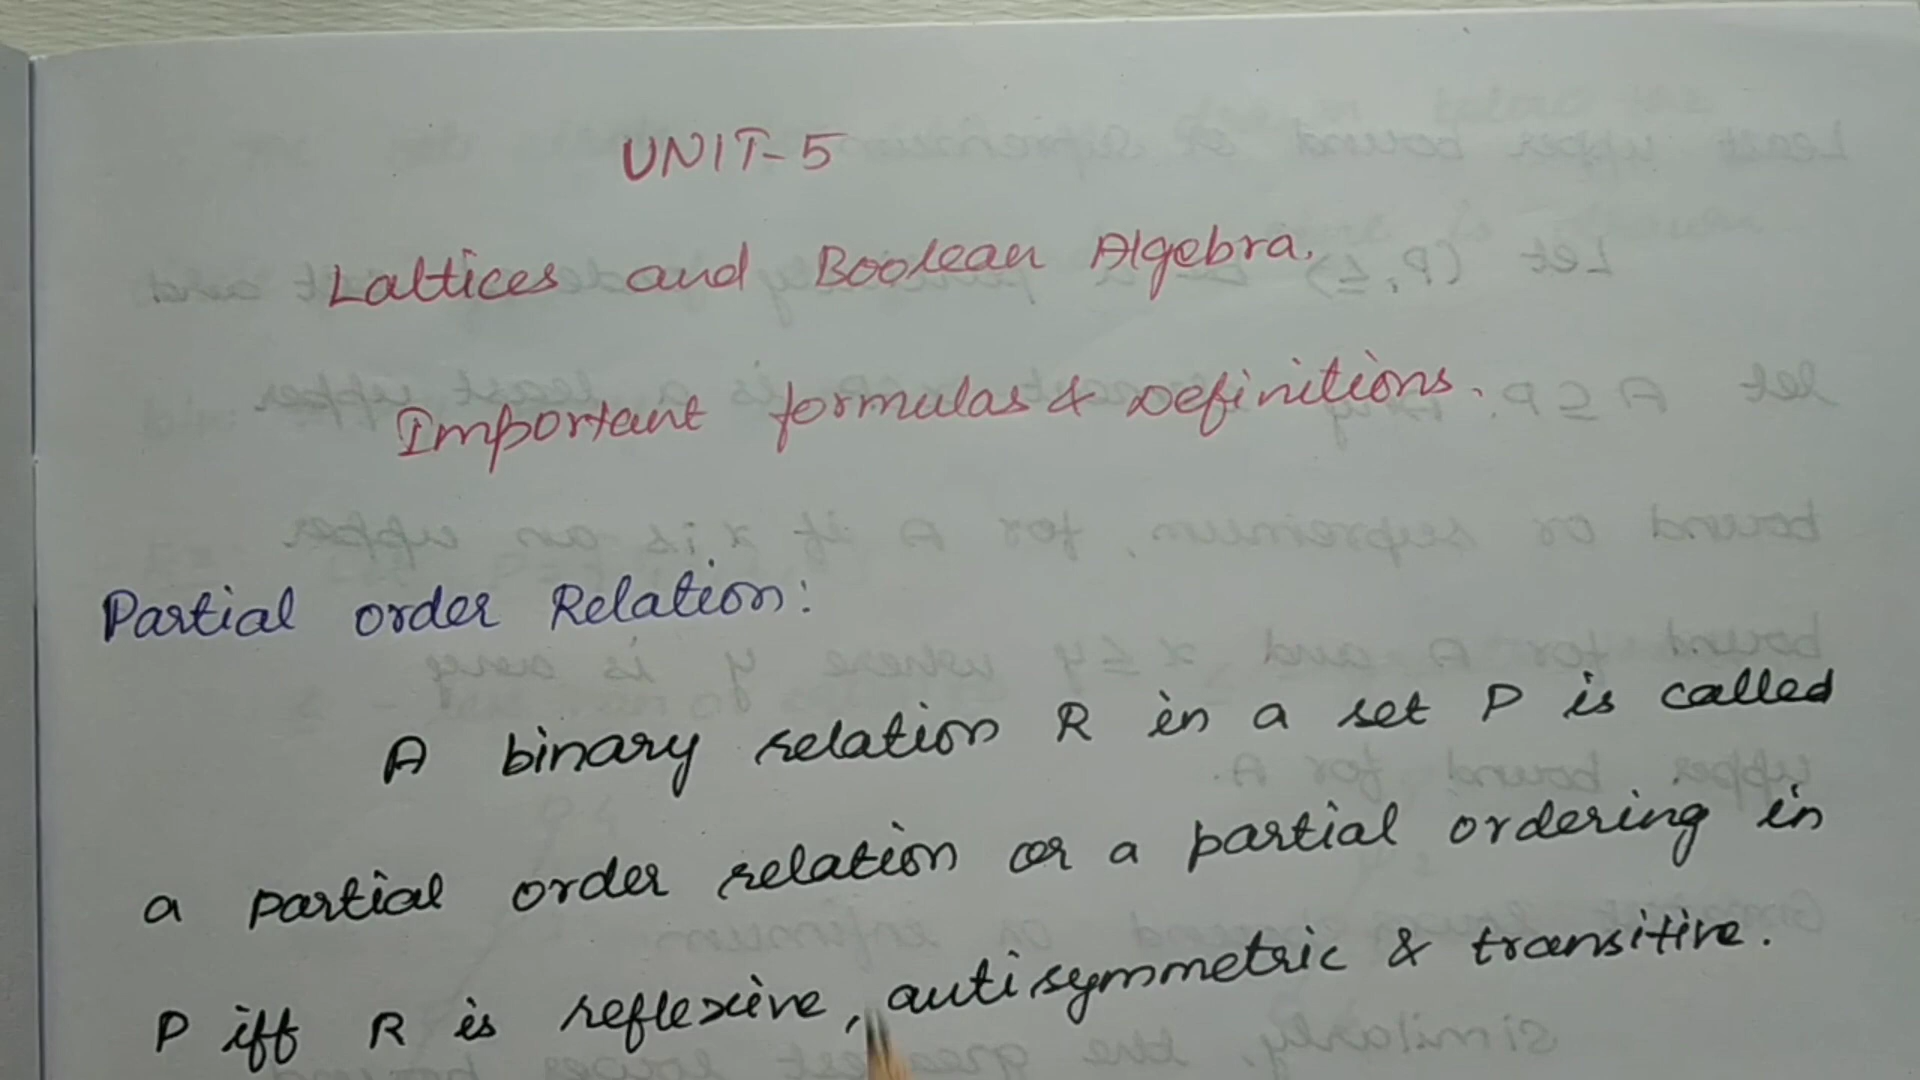 UNIT-5
Lattices and Boolean Algebra.
Important formulas & Definitions.
Partial order Relation:
A binary relation R in a set P is called
a partial order relation or a partial ordering in
P iff R is reflexive, antisymmetric & transitive.